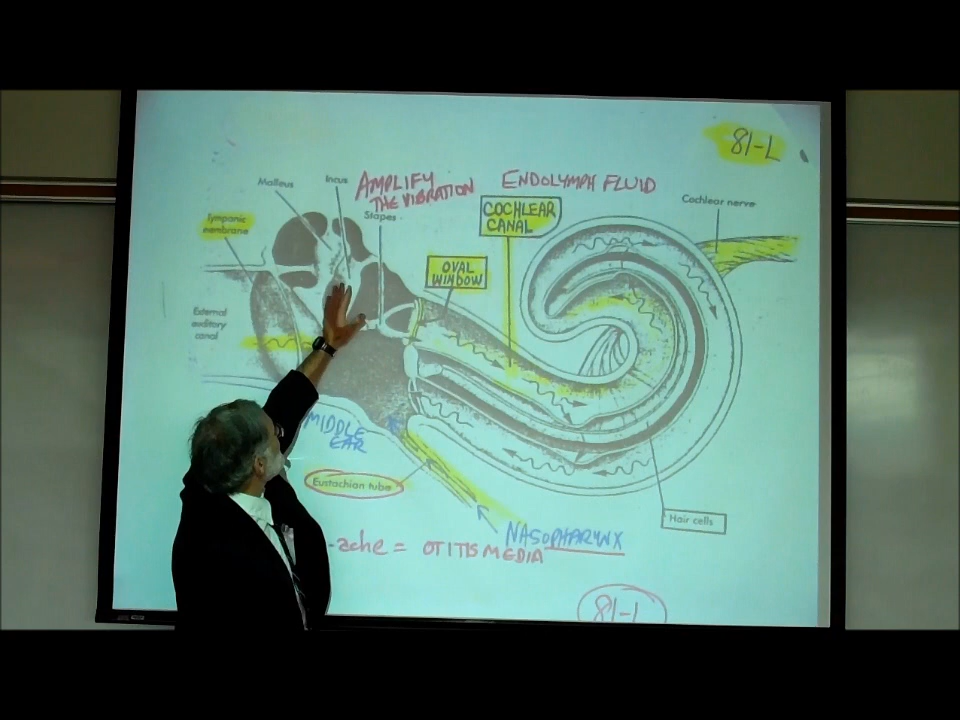 81-L
Malleus
Incus
AMPLIFY
THE VIBRATION
ENDOLYMPH FLUID
Stapes
COCHLEAR
CANAL
Cochlear nerve
Tympanic
membrane
OVAL
WINDOW
External
auditory
canal
MIDDLE
EAR
Eustachian tube
Hair cells
NASOPHARYNX
-ache = OTITIS MEDIA
81-L